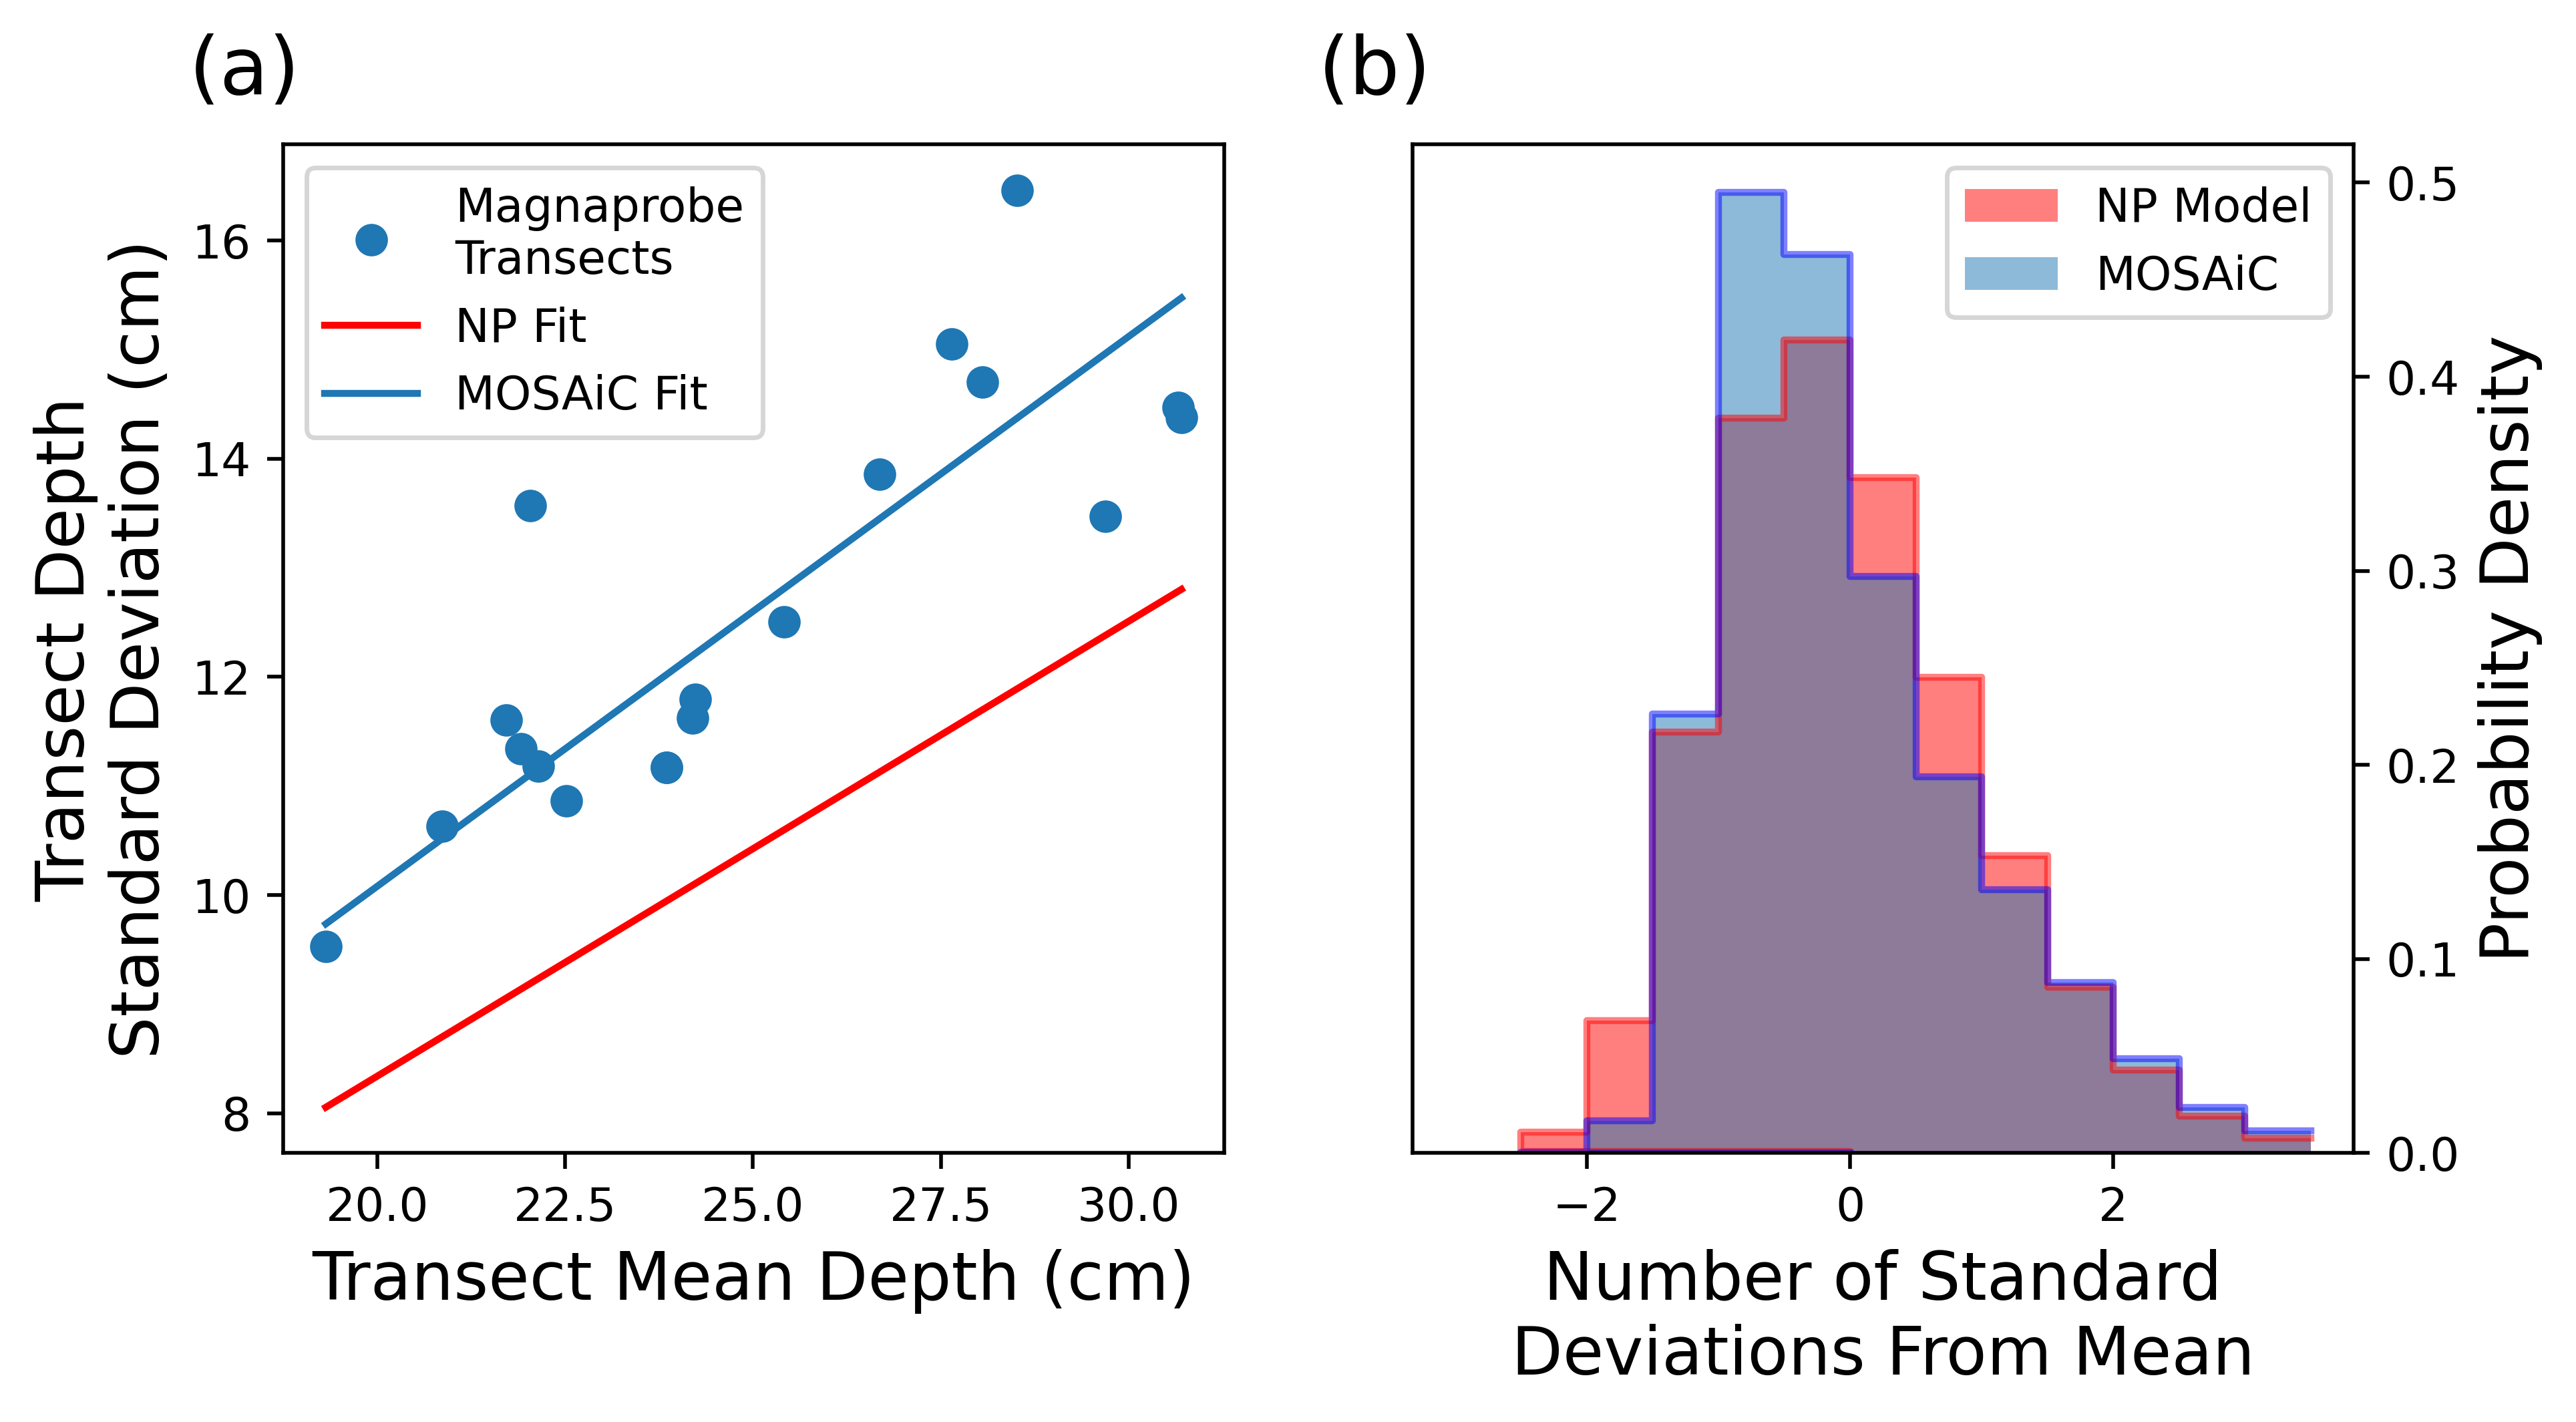 (a)
(b)
Transect Depth
Standard Deviation (cm)
16
14
12
10
8
Magnaprobe
Transects
NP Fit
MOSAiC Fit
20.0 22.5 25.0 27.5 30.0
Transect Mean Depth (cm)
NP Model
MOSAiC
0.5
0.4
0.3
0.2
0.1
0.0
Probability Density
−2 0 2
Number of Standard
Deviations From Mean